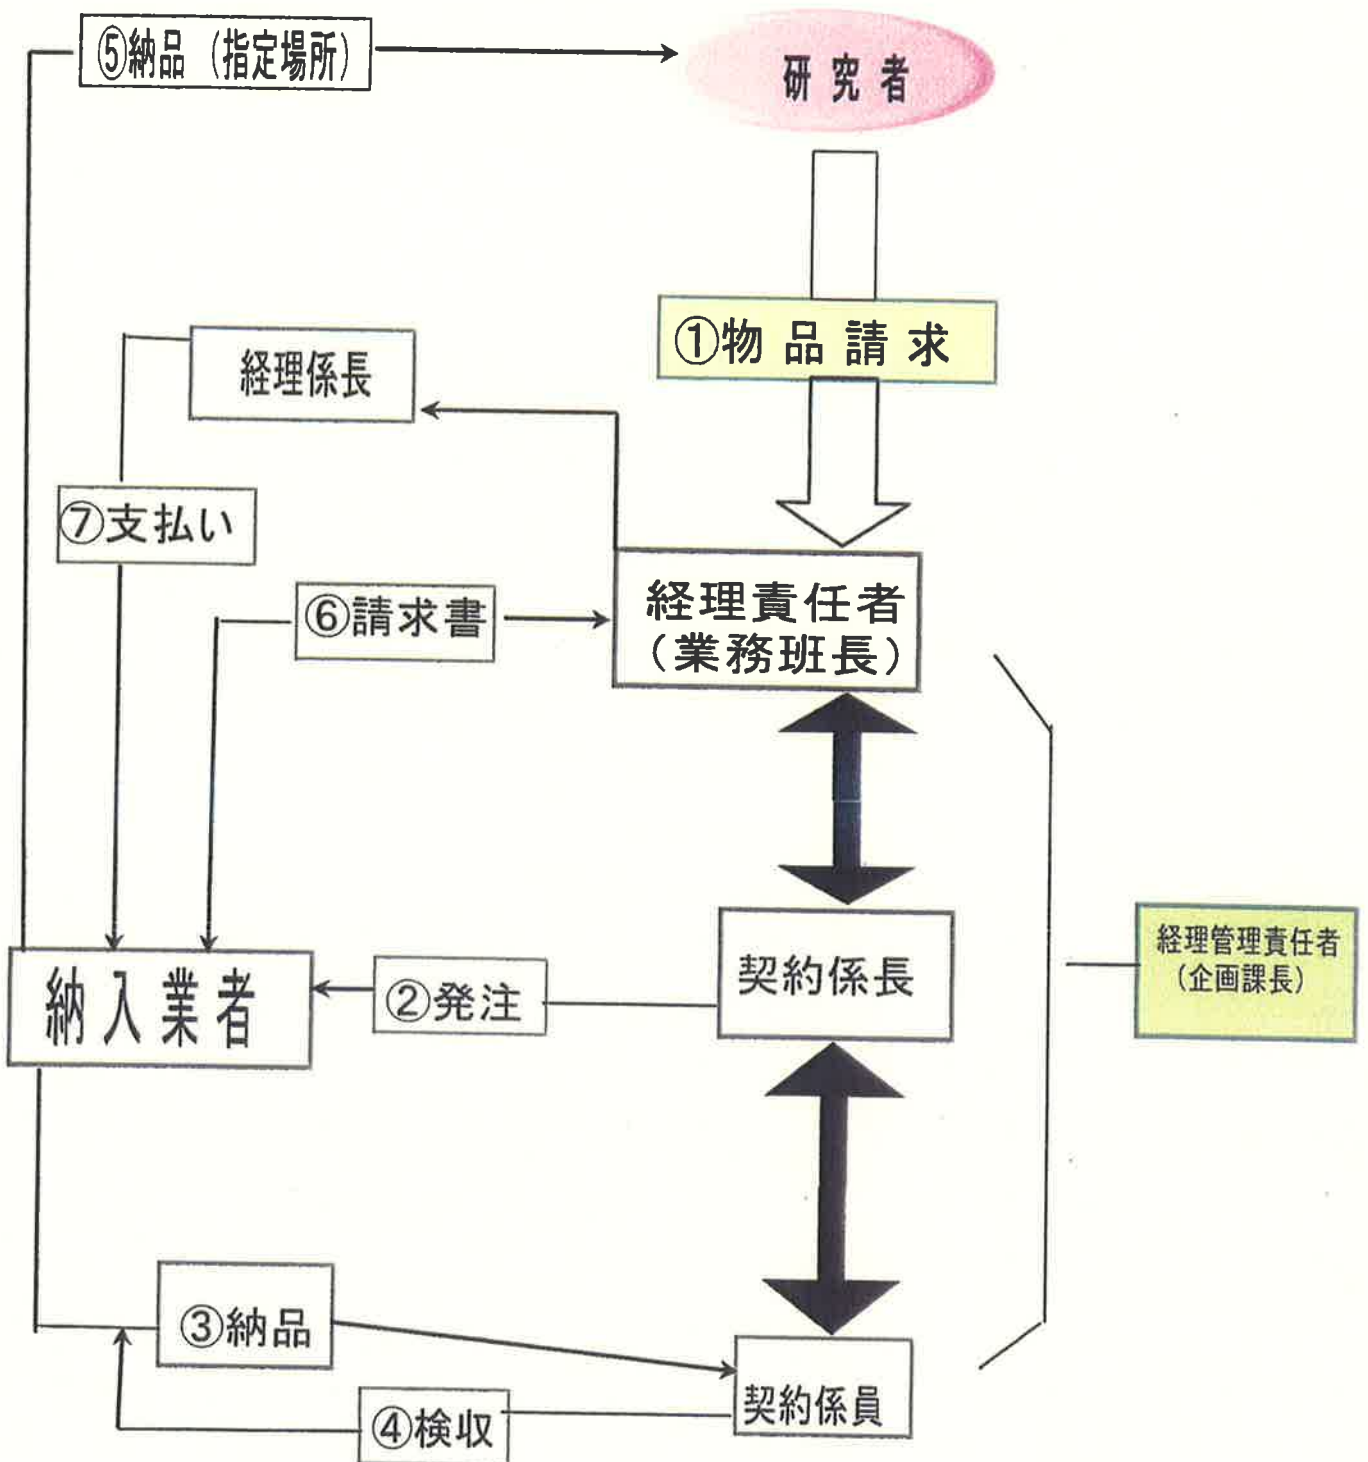 ⑤納品（指定場所）
研究者
①物品請求
経理係長
⑦支払い
⑥請求書
経理責任者
（業務班長）
納入業者
②発注
契約係長
経理管理責任者
（企画課長）
③納品
④検収
契約係員